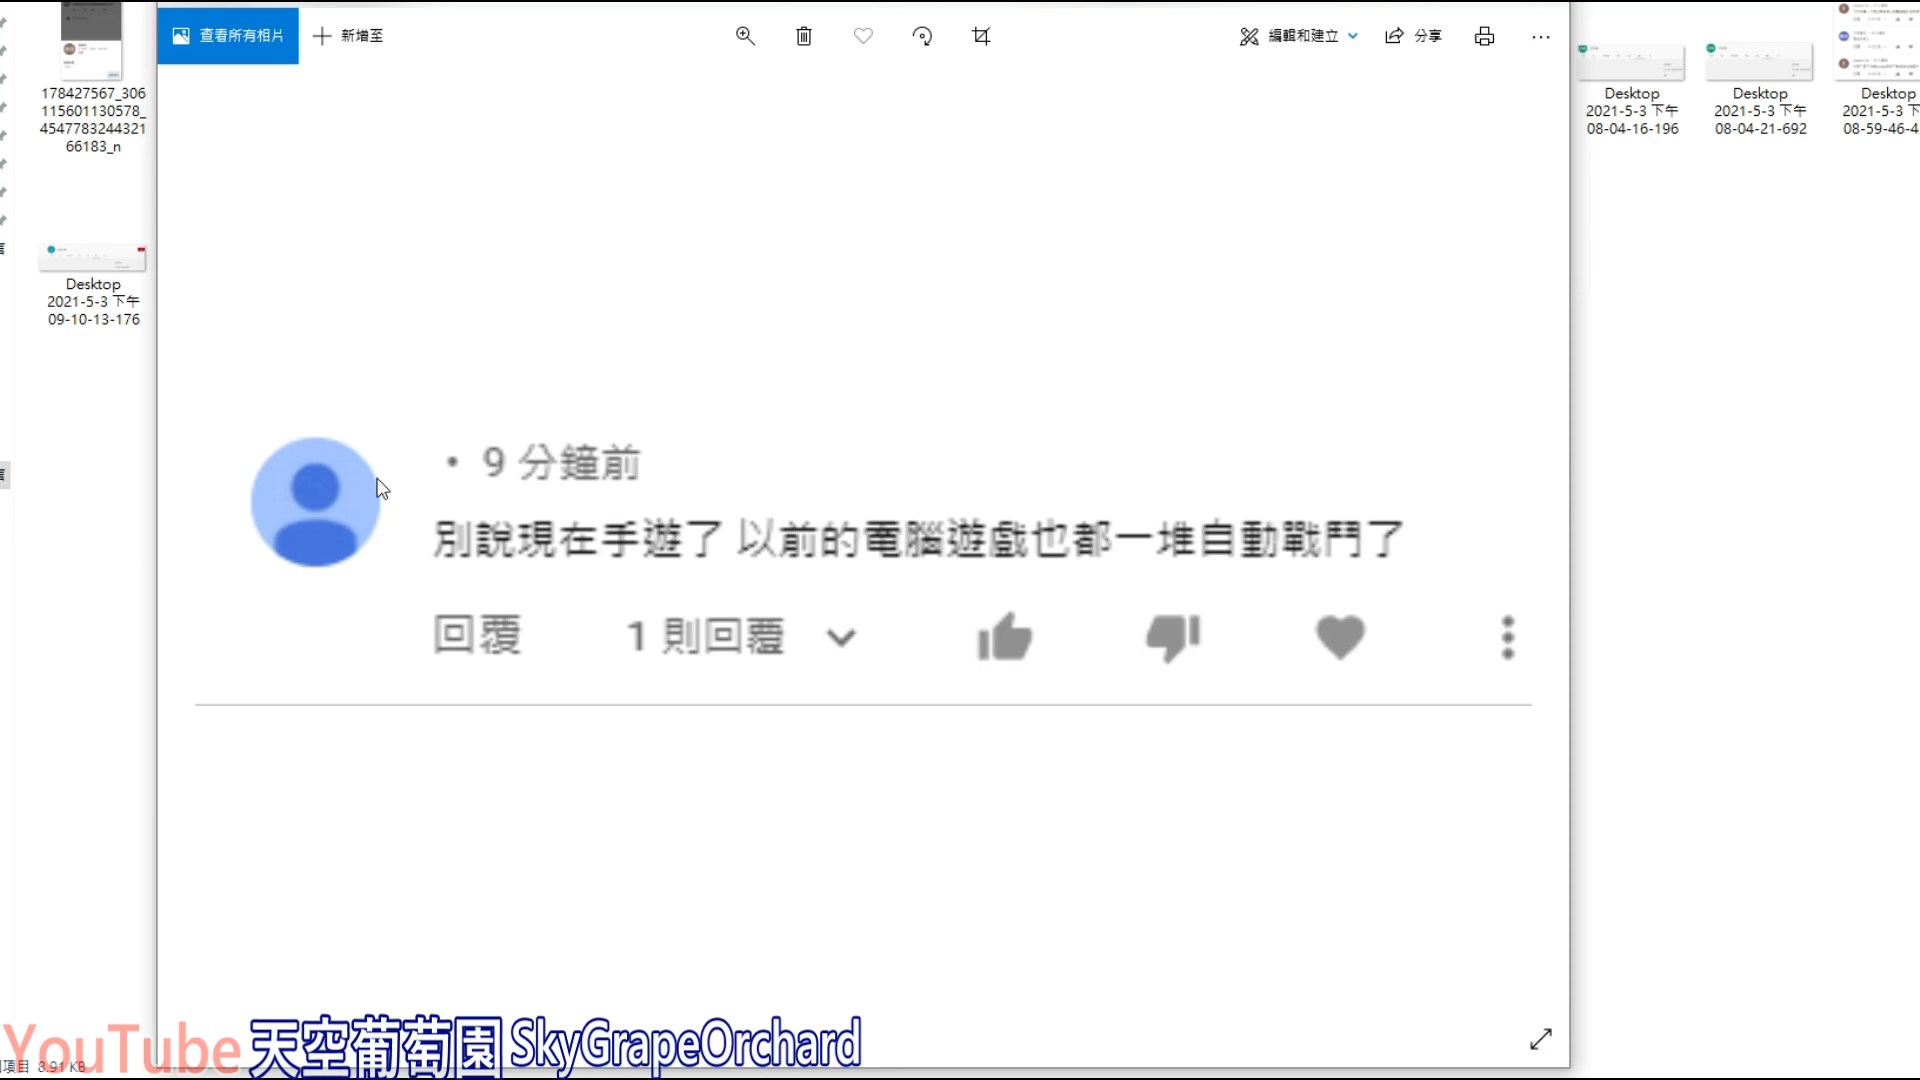 查看所有相片
新增至
編輯和建立
分享
178427567_306
115601130578_
4547783244321
66183_n
Desktop
2021-5-3 下午
08-04-16-196
Desktop
2021-5-3 下午
08-04-21-692
Desktop
2021-5-3 下
08-59-46-4
Desktop
2021-5-3 下午
09-10-13-176
• 9 分鐘前
別說現在手遊了 以前的電腦遊戲也都一堆自動戰鬥了
回覆
1 則回覆
YouTube 天空葡萄園 SkyGrapeOrchard
項目 8.91 KB